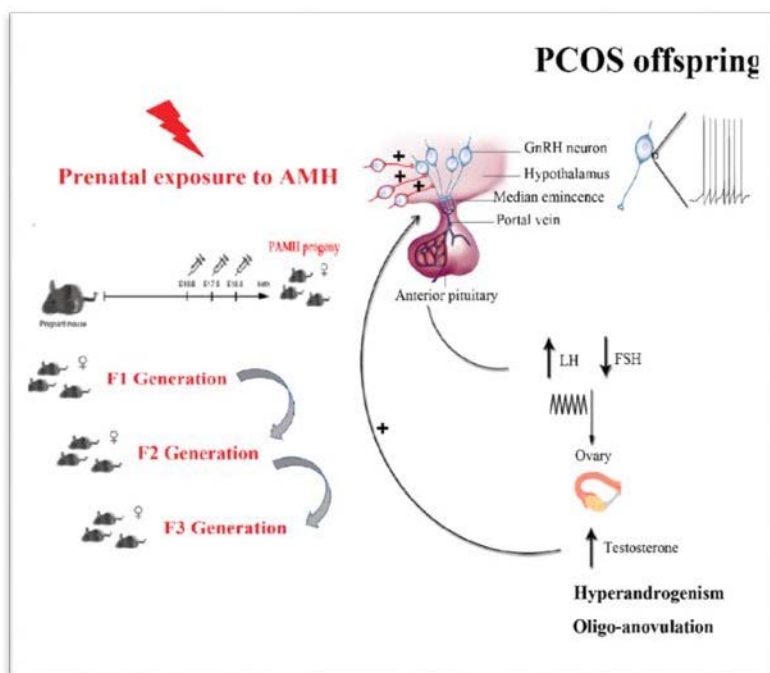 PCOS offspring
Prenatal exposure to AMH
+
+
GnRH neuron
Hypothalamus
Median emincence
Portal vein
Anterior pituitary
PAMH progeny
♀
♀
F1 Generation
♀
F2 Generation
♀
F3 Generation
LH
FSH
+
Ovary
Testosterone
Hyperandrogenism
Oligo-anovulation